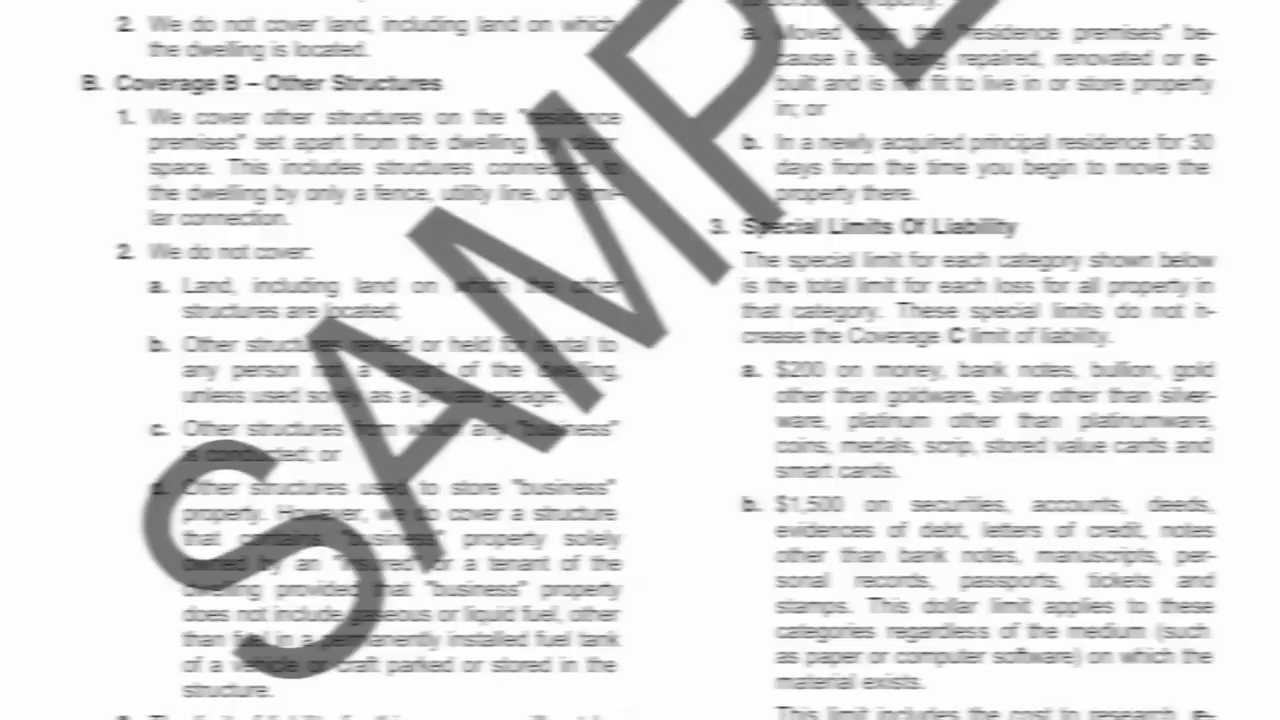 2. We do not cover land, including land on which
the dwelling is located.
B. Coverage B – Other Structures
1. We cover other structures on the "residence
premises" set apart from the dwelling by clear
space. This includes structures connected to
the dwelling by only a fence, utility line, or simi-
lar connection.
2. We do not cover:
a. Land, including land on which the other
structures are located;
b. Other structures rented or held for rental to
any person not a tenant of the dwelling,
unless used solely as a private garage;
c. Other structures from which any "business"
is conducted; or
d. Other structures used to store "business"
property. However, we do cover a structure
that contains "business" property solely
owned by an "insured" or a tenant of the
dwelling provided that "business" property
does not include gaseous or liquid fuel, other
than fuel in a permanently installed fuel tank
of a vehicle or craft parked or stored in the
structure.
a. Moved from the "residence premises" be-
cause it is being repaired, renovated or e-
built and is not fit to live in or store property
in; or
b. In a newly acquired principal residence for 30
days from the time you begin to move the
property there.
3. Special Limits Of Liability
The special limit for each category shown below
is the total limit for each loss for all property in
that category. These special limits do not h-
crease the Coverage C limit of liability.
a. $200 on money, bank notes, bullion, gold
other than goldware, silver other than silver-
ware, platinum other than platinumware,
coins, medals, scrip, stored value cards and
smart cards.
b. $1,500 on securities, accounts, deeds,
evidences of debt, letters of credit, notes
other than bank notes, manuscripts, per-
sonal records, passports, tickets and
stamps. This dollar limit applies to these
categories regardless of the medium (such
as paper or computer software) on which the
material exists.
This limit includes the cost to research, e-
SAMPL